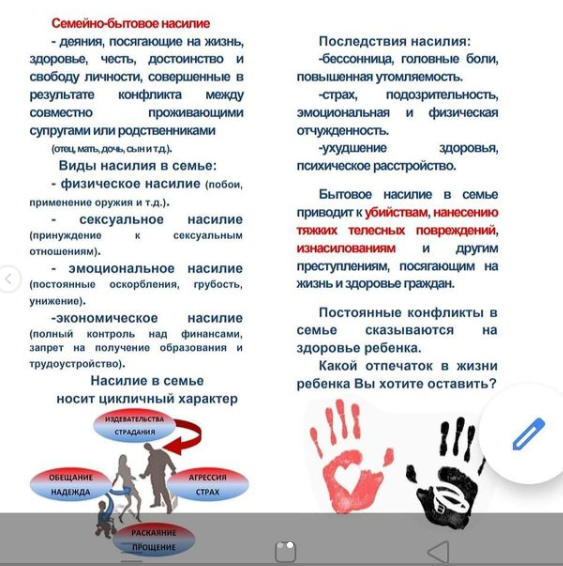 Семейно-бытовое насилие
- деяния, посягающие на жизнь,
здоровье, честь, достоинство и
свободу личности, совершенные в
результате конфликта между
совместно проживающими
супругами или родственниками
(отец, мать, дочь, сын и т.д.).
Виды насилия в семье:
- физическое насилие (побои,
применение оружия и т.д.).
- сексуальное насилие
(принуждение к сексуальным
отношениям).
- эмоциональное насилие
(постоянные оскорбления, грубость,
унижение).
-экономическое насилие
(полный контроль над финансами,
запрет на получение образования и
трудоустройство).
Насилие в семье
носит цикличный характер
ИЗДЕВАТЕЛЬСТВА
СТРАДАНИЯ
ОБЕЩАНИЕ
НАДЕЖДА
АГРЕССИЯ
СТРАХ
РАСКАЯНИЕ
ПРОЩЕНИЕ
Последствия насилия:
-бессонница, головные боли,
повышенная утомляемость.
-страх, подозрительность,
эмоциональная и физическая
отчужденность.
-ухудшение здоровья,
психическое расстройство.
Бытовое насилие в семье
приводит к убийствам, нанесению
тяжких телесных повреждений,
изнасилованиям и другим
преступлениям, посягающим на
жизнь и здоровье граждан.
Постоянные конфликты в
семье сказываются на
здоровье ребенка.
Какой отпечаток в жизни
ребенка Вы хотите оставить?